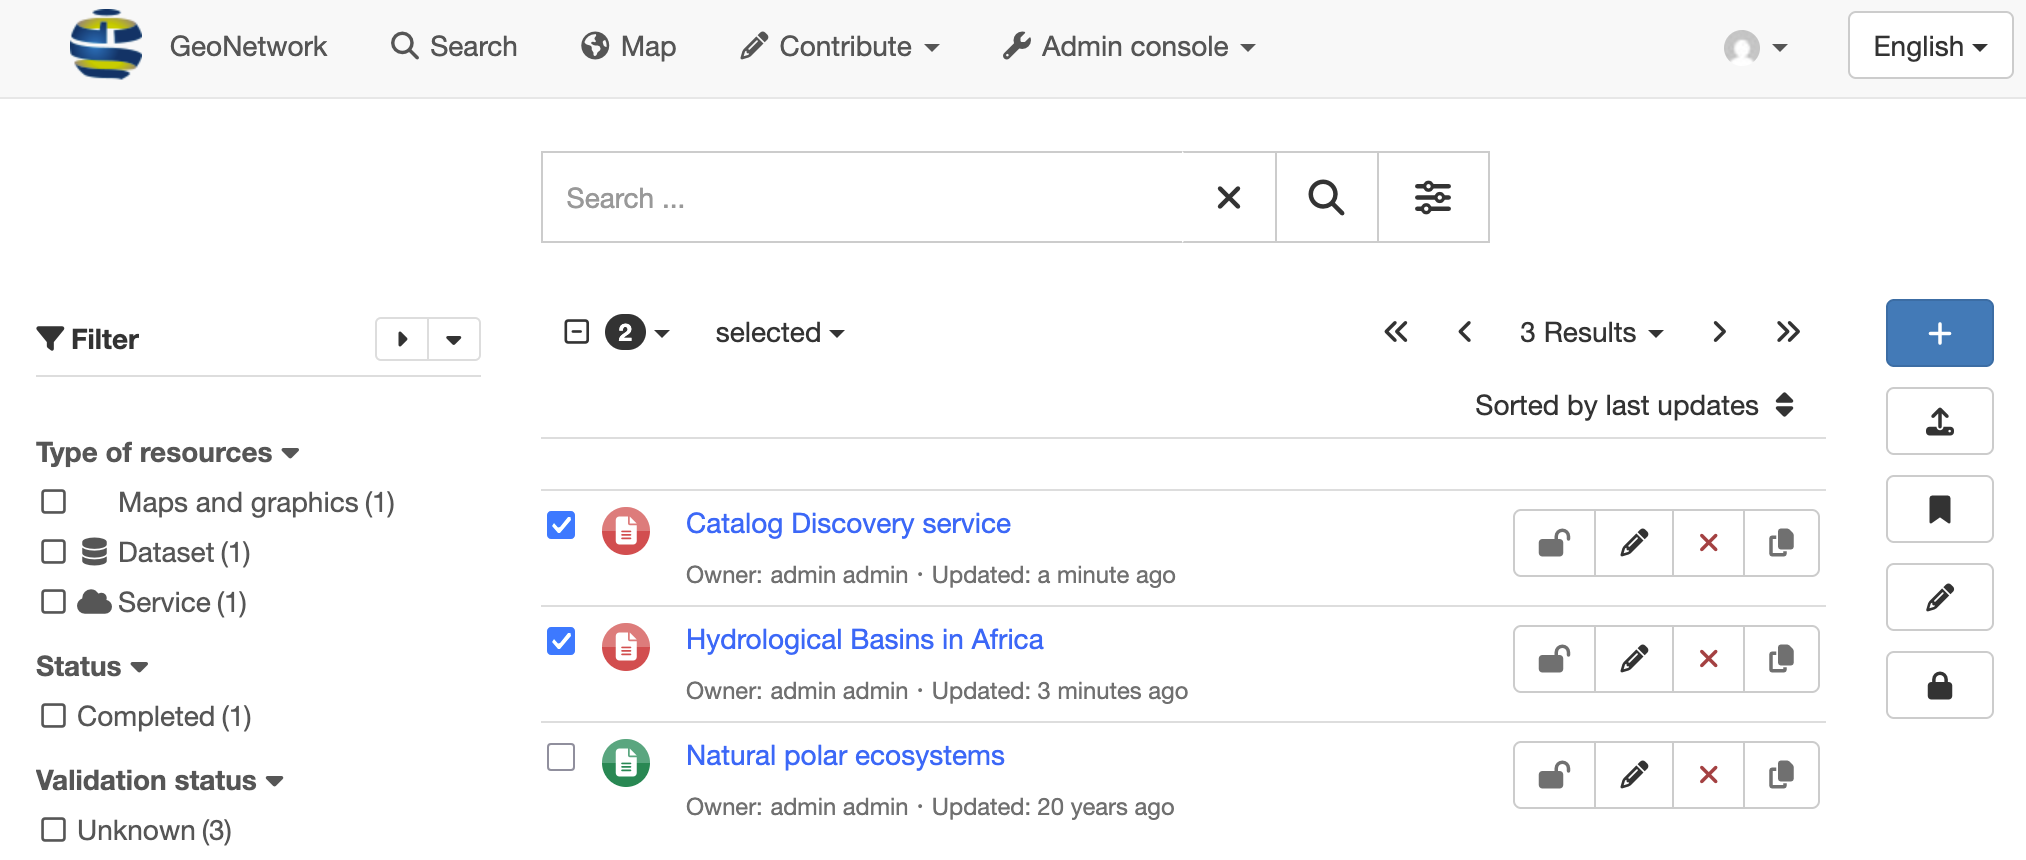 GeoNetwork Search Map Contribute Admin console English
Search ...
Filter
2 selected 3 Results
Sorted by last updates
Type of resources
Maps and graphics (1)
Dataset (1)
Service (1)
Status
Completed (1)
Validation status
Unknown (3)
Catalog Discovery service
Owner: admin admin · Updated: a minute ago
Hydrological Basins in Africa
Owner: admin admin · Updated: 3 minutes ago
Natural polar ecosystems
Owner: admin admin · Updated: 20 years ago